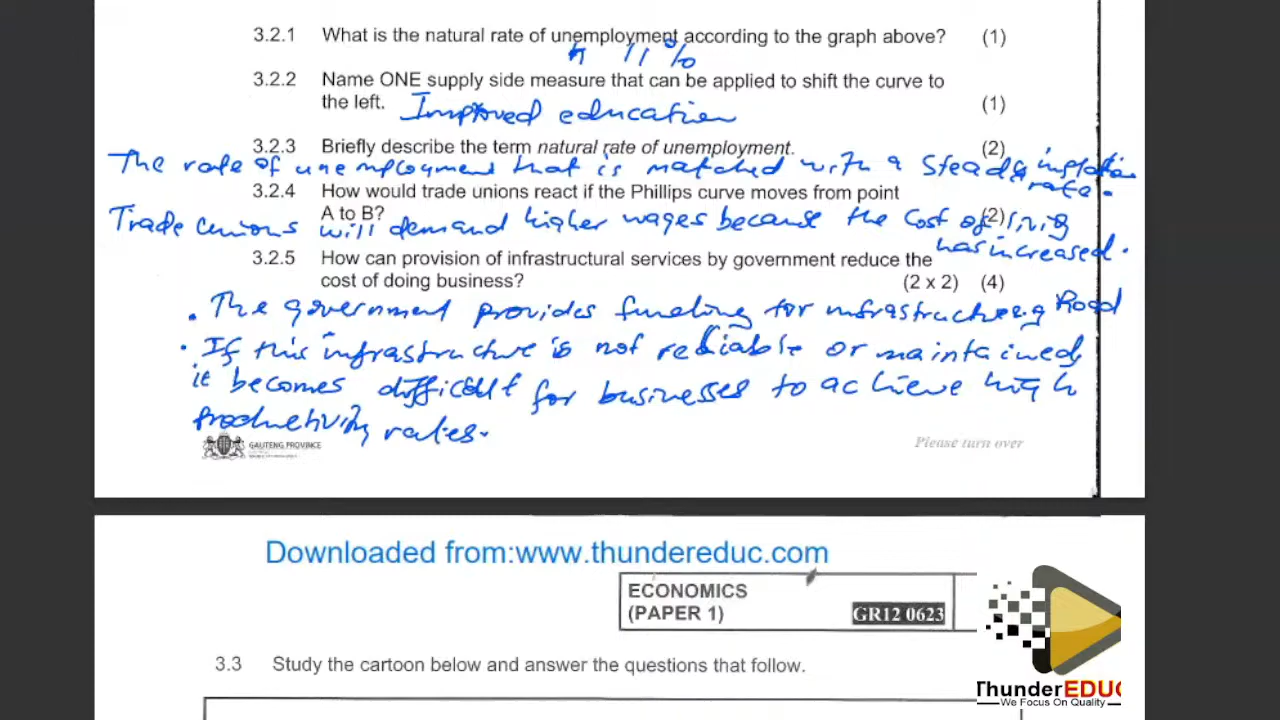 3.2.1 What is the natural rate of unemployment according to the graph above? (1)
11%
3.2.2 Name ONE supply side measure that can be applied to shift the curve to
the left. Improved education (1)
3.2.3 Briefly describe the term natural rate of unemployment. (2)
The rate of unemployment that is matched with a steady inflation
rate.
3.2.4 How would trade unions react if the Phillips curve moves from point
A to B? (2)
Trade unions will demand higher wages because the cost of living
has increased.
3.2.5 How can provision of infrastructural services by government reduce the
cost of doing business? (2 x 2) (4)
• The government provides funding for infrastructure eg Road
• If this infrastructure is not reliable or maintained
it becomes difficult for businesses to achieve high
productivity rates.
GAUTENG PROVINCE
Please turn over
Downloaded from:www.thundereduc.com
ECONOMICS
(PAPER 1) GR12 0623
3.3 Study the cartoon below and answer the questions that follow.
ThunderEDUC
We Focus On Quality